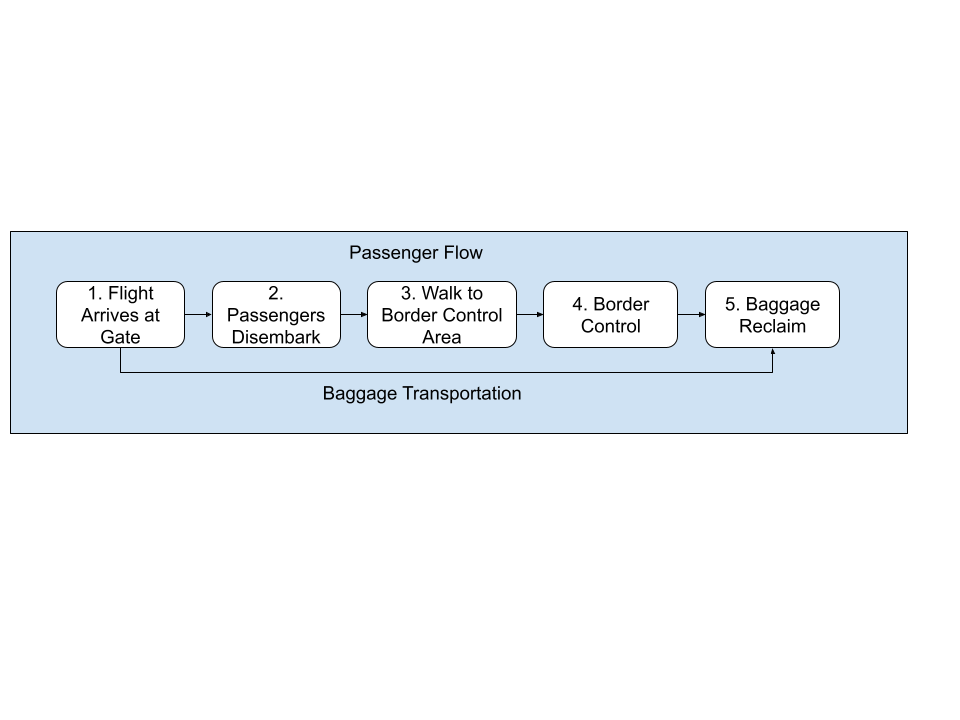 Passenger Flow
1. Flight
Arrives at
Gate
2.
Passengers
Disembark
3. Walk to
Border Control
Area
4. Border
Control
5. Baggage
Reclaim
Baggage Transportation